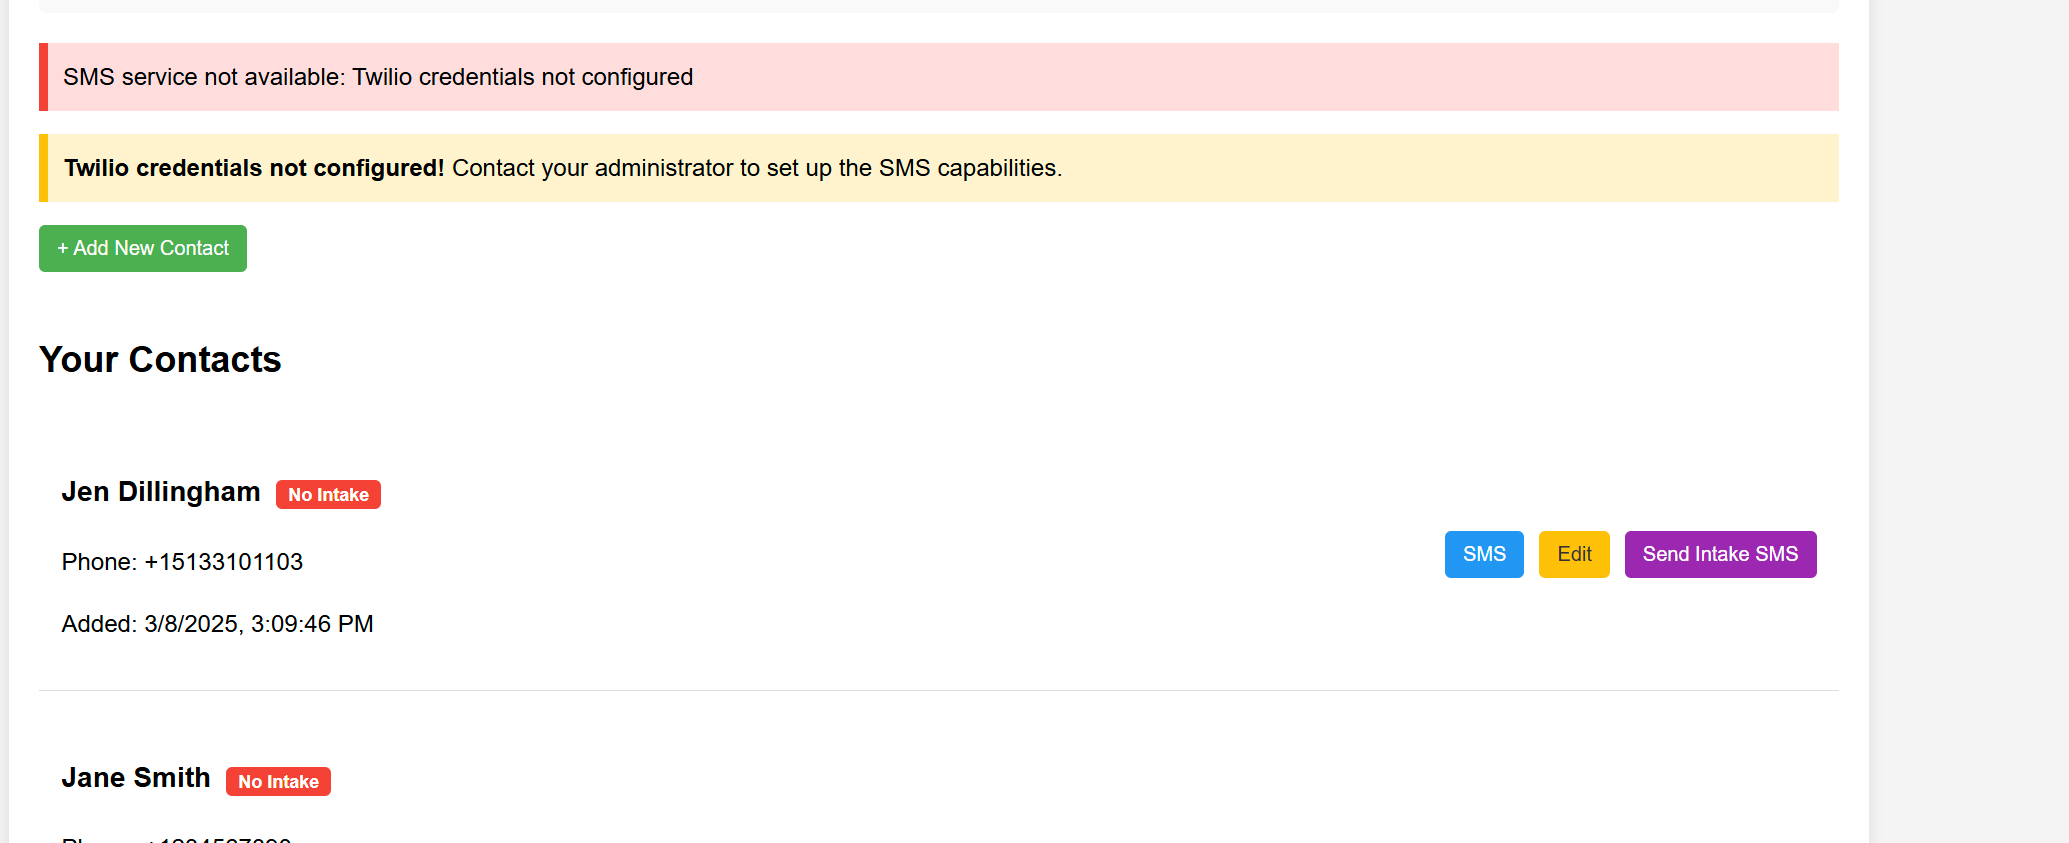 SMS service not available: Twilio credentials not configured
Twilio credentials not configured! Contact your administrator to set up the SMS capabilities.
+ Add New Contact
Your Contacts
Jen Dillingham No Intake
Phone: +15133101103
SMS Edit Send Intake SMS
Added: 3/8/2025, 3:09:46 PM
Jane Smith No Intake